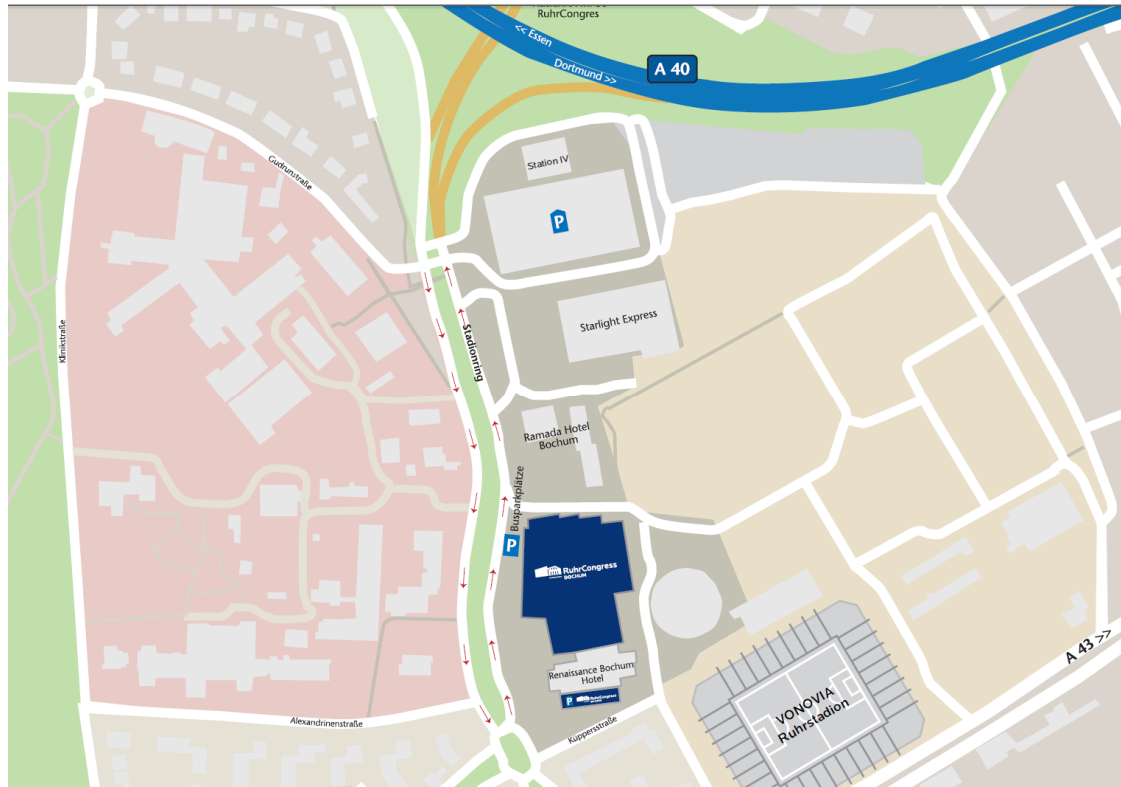 RuhrCongres
<< Essen
Dortmund >>
A 40
Station IV
P
Gudrunstraße
Klinikstraße
Starlight Express
Stadionring
Ramada Hotel
Bochum
Busparkplätze
P
RuhrCongress
BOCHUM
Renaissance Bochum
Hotel
P RuhrCongress
A 43 >>
VONOVIA
Ruhrstadion
Alexandrinenstraße
Kuppersstraße